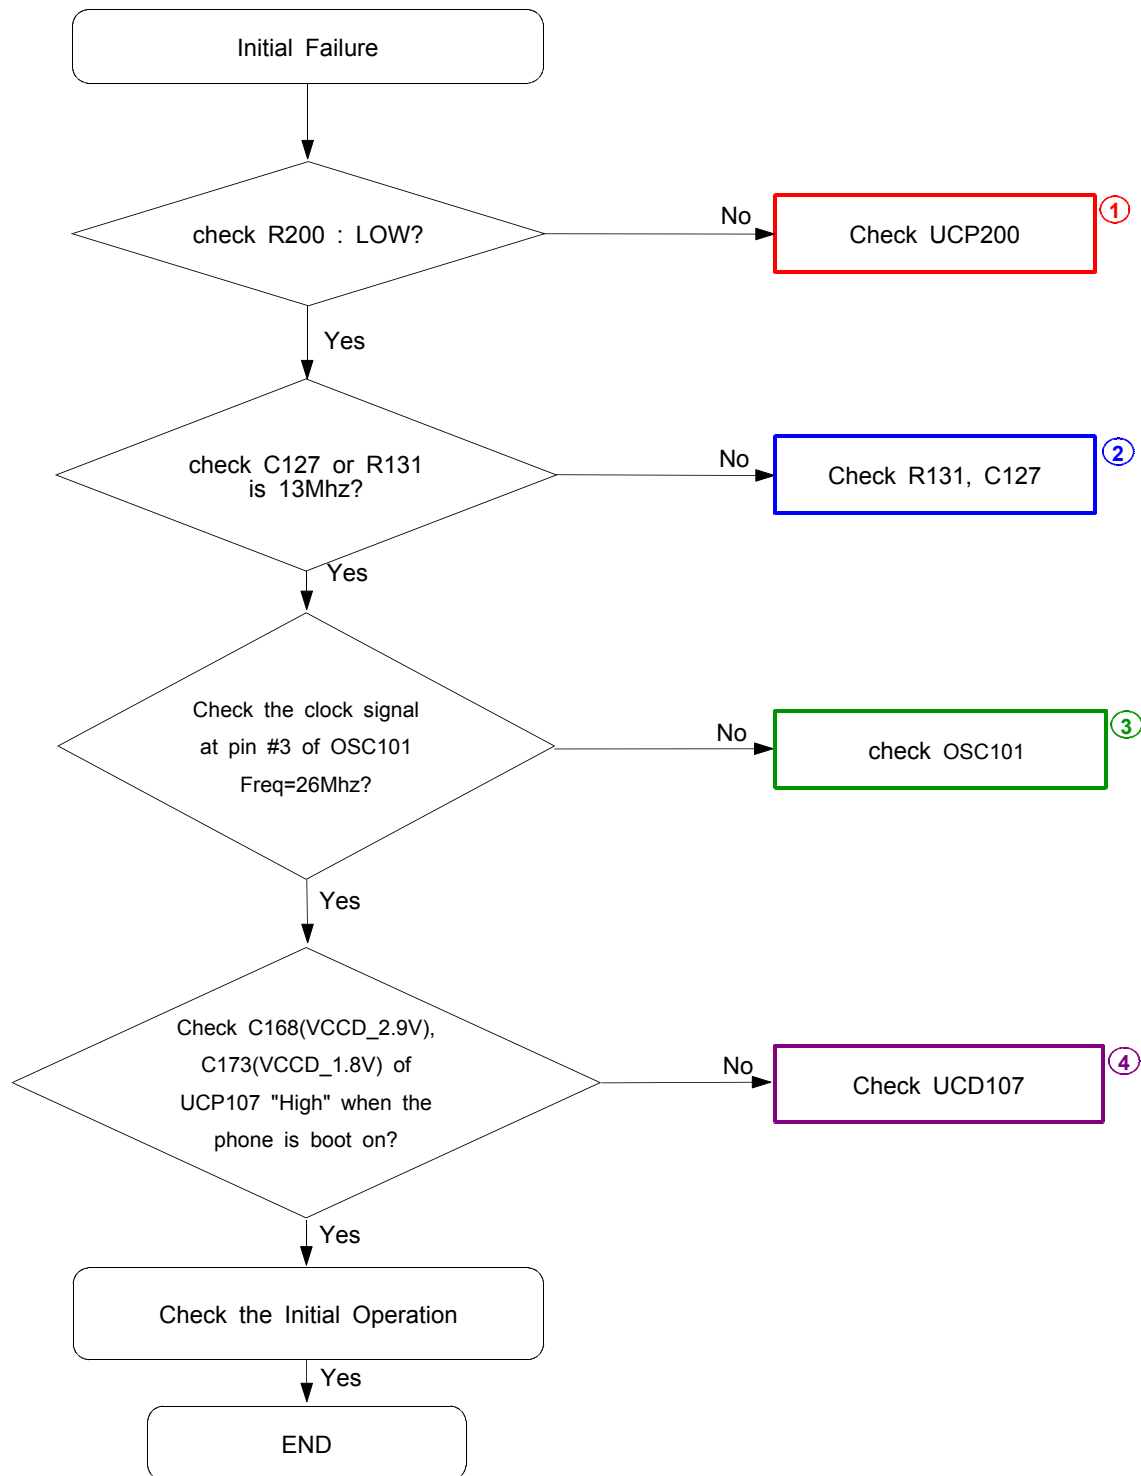 Initial Failure
check R200 : LOW?
No
Check UCP200
1
Yes
check C127 or R131
is 13Mhz?
No
Check R131, C127
2
Yes
Check the clock signal
at pin #3 of OSC101
Freq=26Mhz?
No
check OSC101
3
Yes
Check C168(VCCD_2.9V),
C173(VCCD_1.8V) of
UCP107 "High" when the
phone is boot on?
No
Check UCD107
4
Yes
Check the Initial Operation
Yes
END